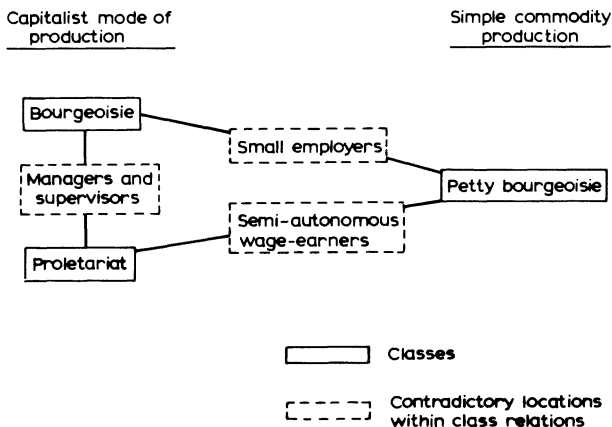 Capitalist mode of
production
Simple commodity
production
Bourgeoisie
Small employers
Managers and
supervisors
Petty bourgeoisie
Semi-autonomous
wage-earners
Proletariat
Classes
Contradictory locations
within class relations